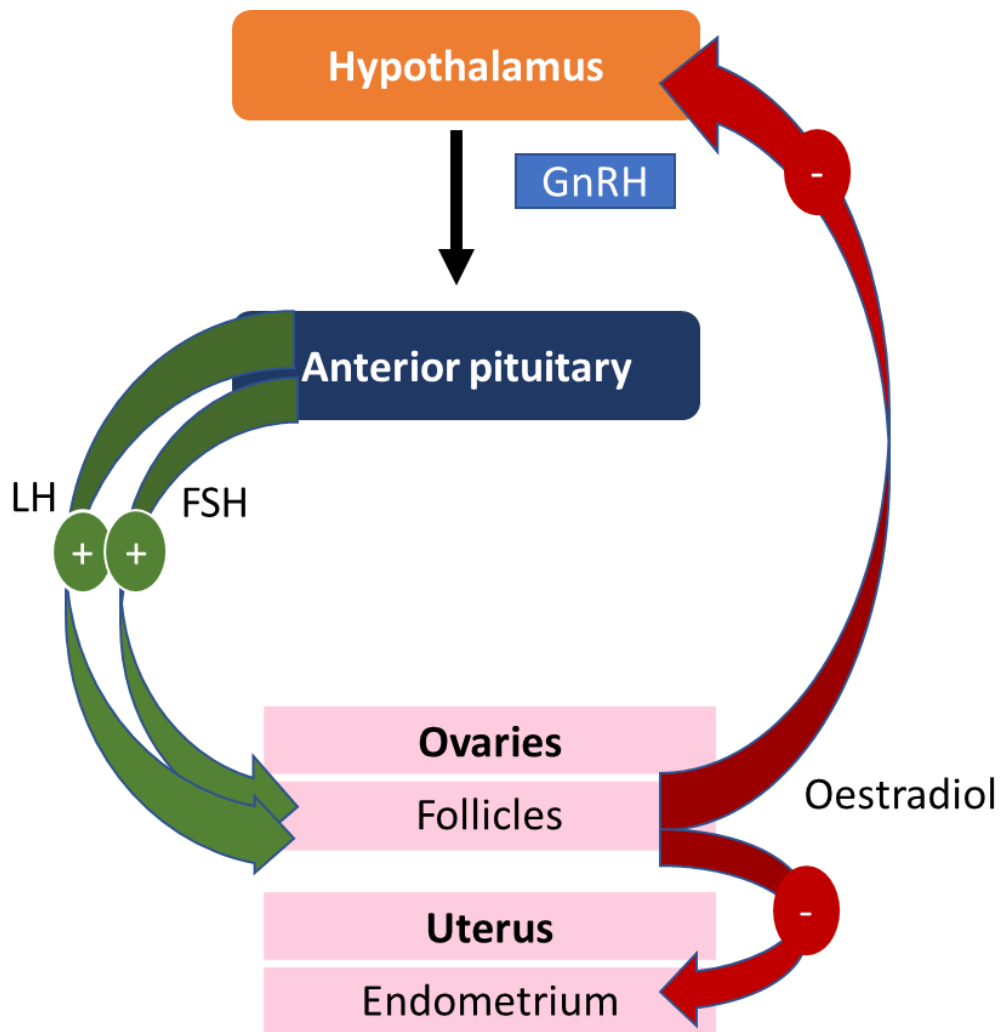 Hypothalamus
-
GnRH
Anterior pituitary
LH
FSH
+
+
Ovaries
Follicles
Oestradiol
-
Uterus
Endometrium